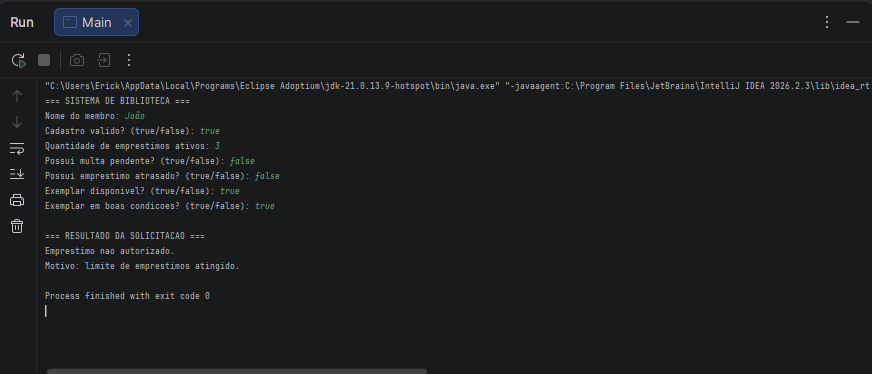 Run Main
"C:\Users\Erick\AppData\Local\Programs\Eclipse Adoptium\jdk-21.0.13.9-hotspot\bin\java.exe" "-javaagent:C:\Program Files\JetBrains\IntelliJ IDEA 2026.2.3\lib\idea_rt
=== SISTEMA DE BIBLIOTECA ===
Nome do membro: João
Cadastro valido? (true/false): true
Quantidade de emprestimos ativos: 3
Possui multa pendente? (true/false): false
Possui emprestimo atrasado? (true/false): false
Exemplar disponivel? (true/false): true
Exemplar em boas condicoes? (true/false): true
=== RESULTADO DA SOLICITACAO ===
Emprestimo nao autorizado.
Motivo: limite de emprestimos atingido.
Process finished with exit code 0